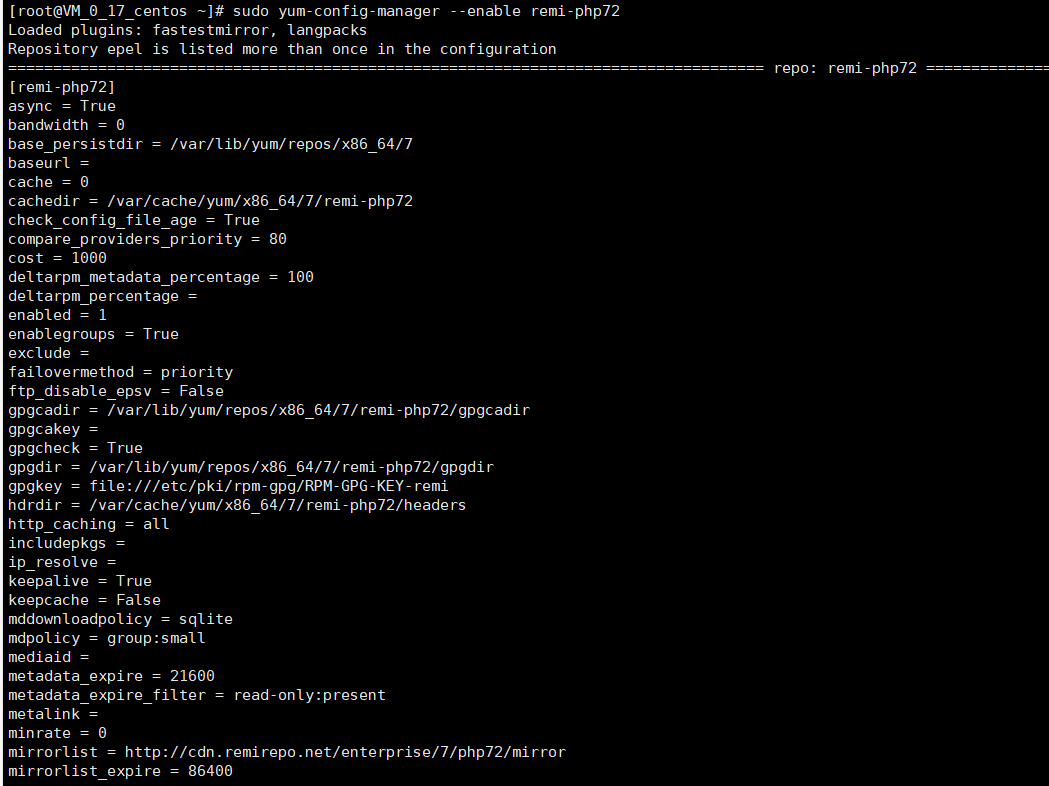 [root@VM_0_17_centos ~]# sudo yum-config-manager --enable remi-php72
Loaded plugins: fastestmirror, langpacks
Repository epel is listed more than once in the configuration
==================================================================================== repo: remi-php72 ==============
[remi-php72]
async = True
bandwidth = 0
base_persistdir = /var/lib/yum/repos/x86_64/7
baseurl =
cache = 0
cachedir = /var/cache/yum/x86_64/7/remi-php72
check_config_file_age = True
compare_providers_priority = 80
cost = 1000
deltarpm_metadata_percentage = 100
deltarpm_percentage =
enabled = 1
enablegroups = True
exclude =
failovermethod = priority
ftp_disable_epsv = False
gpgcadir = /var/lib/yum/repos/x86_64/7/remi-php72/gpgcadir
gpgcakey =
gpgcheck = True
gpgdir = /var/lib/yum/repos/x86_64/7/remi-php72/gpgdir
gpgkey = file:///etc/pki/rpm-gpg/RPM-GPG-KEY-remi
hdrdir = /var/cache/yum/x86_64/7/remi-php72/headers
http_caching = all
includepkgs =
ip_resolve =
keepalive = True
keepcache = False
mddownloadpolicy = sqlite
mdpolicy = group:small
mediaid =
metadata_expire = 21600
metadata_expire_filter = read-only:present
metalink =
minrate = 0
mirrorlist = http://cdn.remirepo.net/enterprise/7/php72/mirror
mirrorlist_expire = 86400